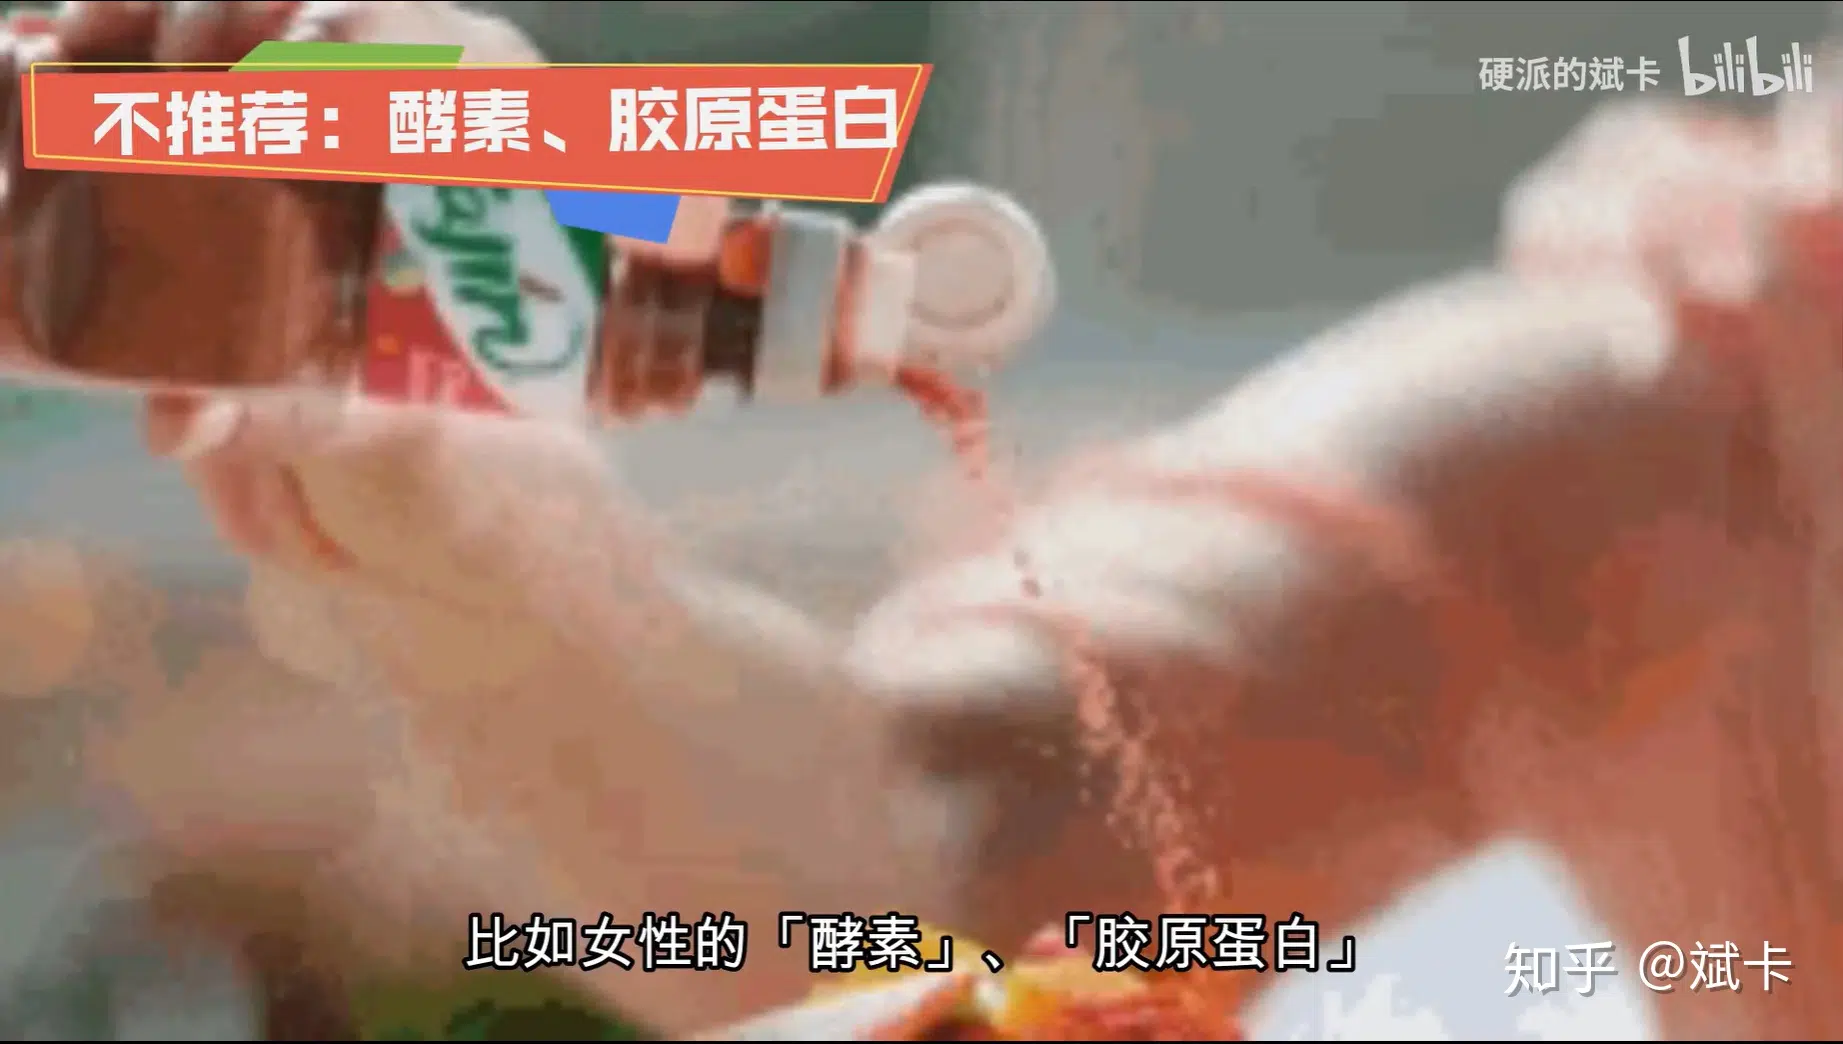 硬派的斌卡 bilibili
不推荐：酵素、胶原蛋白
Tajín
比如女性的「酵素」、「胶原蛋白」
知乎 @斌卡